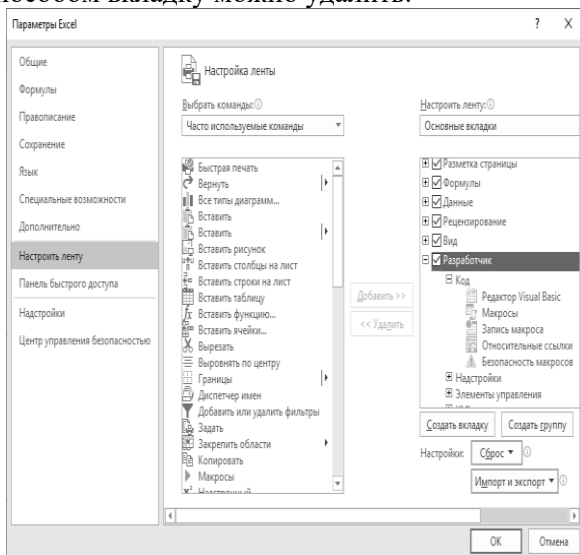 способом вкладку можно удалить.
Параметры Excel
? X
Общие
Формулы
Правописание
Сохранение
Язык
Специальные возможности
Дополнительно
Настроить ленту
Панель быстрого доступа
Надстройки
Центр управления безопасностью
Настройка ленты
Выбрать команды:
Часто используемые команды
Быстрая печать
Вернуть
Все типы диаграмм...
Вставить
Вставить
Вставить рисунок
Вставить столбцы на лист
Вставить строки на лист
Вставить таблицу
Вставить функцию...
Вставить ячейки...
Вырезать
Выровнять по центру
Границы
Диспетчер имен
Добавить или удалить фильтры
Задать
Закрепить области
Копировать
Макросы
Добавить >>
<< Удалить
Настроить ленту:
Основные вкладки
Разметка страницы
Формулы
Данные
Рецензирование
Вид
Разработчик
Код
Редактор Visual Basic
Макросы
Запись макроса
Относительные ссылки
Безопасность макросов
Надстройки
Элементы управления
Создать вкладку
Создать группу
Настройки:
Сброс
Импорт и экспорт
ОК
Отмена